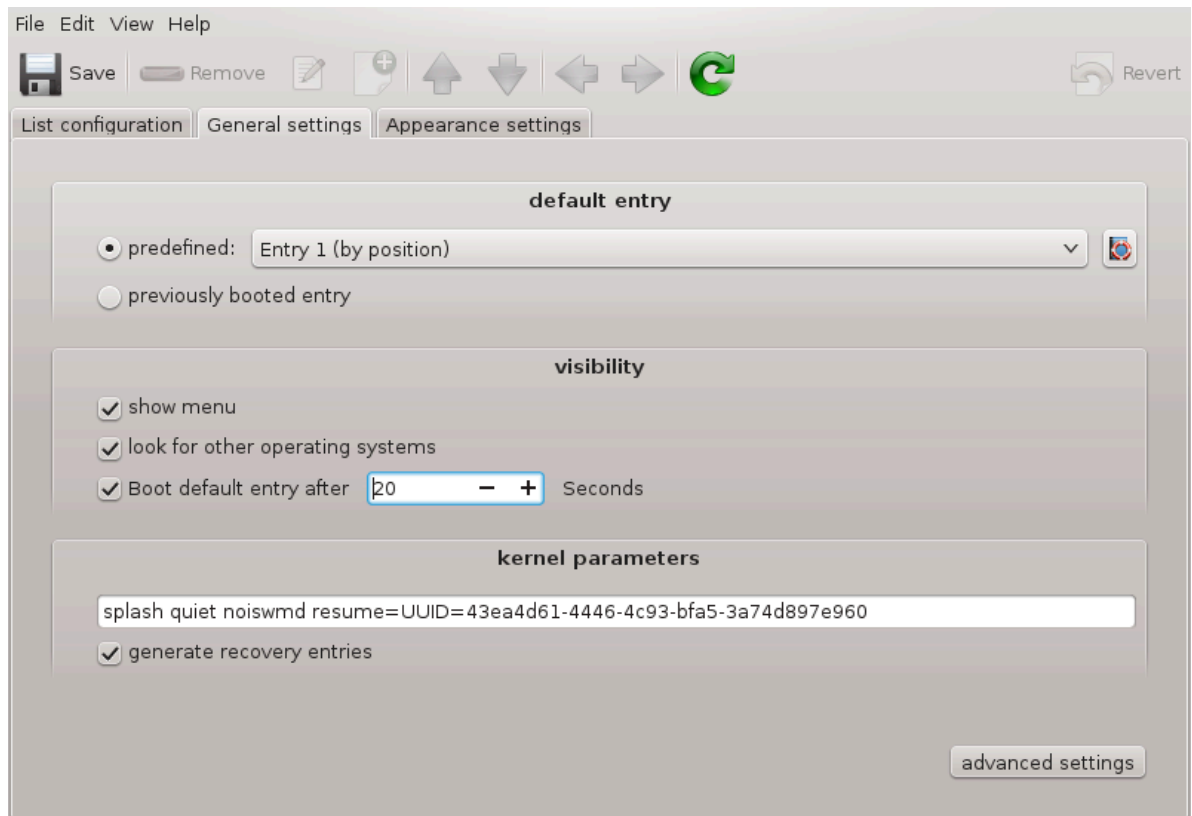 File Edit View Help
Save Remove Revert
List configuration General settings Appearance settings
default entry
predefined: Entry 1 (by position)
previously booted entry
visibility
show menu
look for other operating systems
Boot default entry after 20 Seconds
kernel parameters
splash quiet noiswmd resume=UUID=43ea4d61-4446-4c93-bfa5-3a74d897e960
generate recovery entries
advanced settings